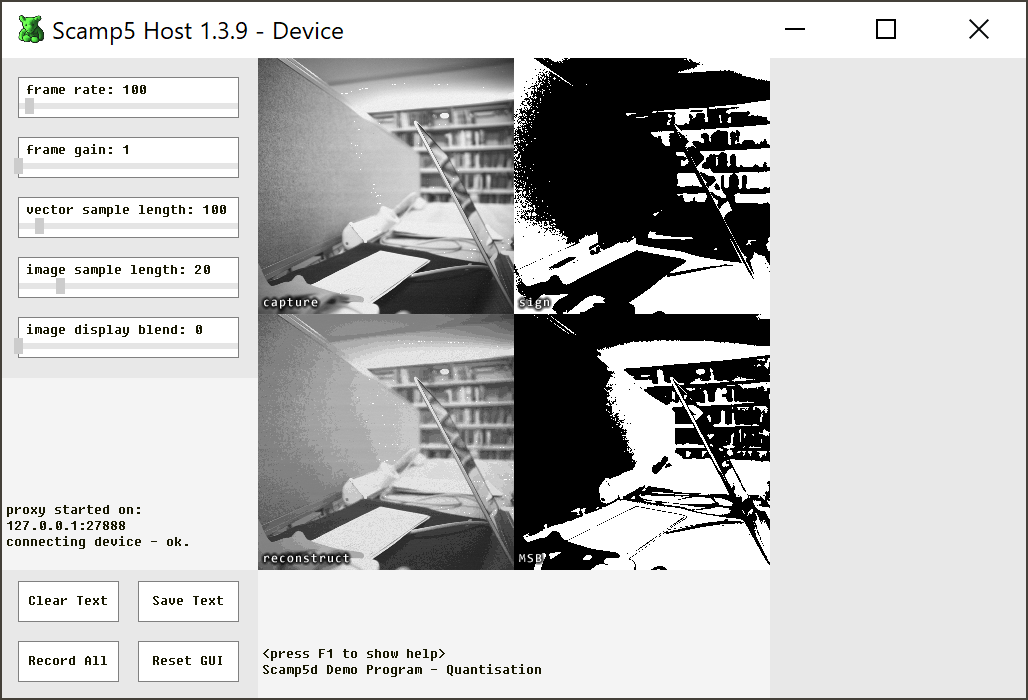 Scamp5 Host 1.3.9 - Device
frame rate: 100
frame gain: 1
vector sample length: 100
image sample length: 20
image display blend: 0
capture
sign
reconstruct
MSB
proxy started on:
127.0.0.1:27888
connecting device - ok.
Clear Text
Save Text
Record All
Reset GUI
<press F1 to show help>
Scamp5d Demo Program - Quantisation